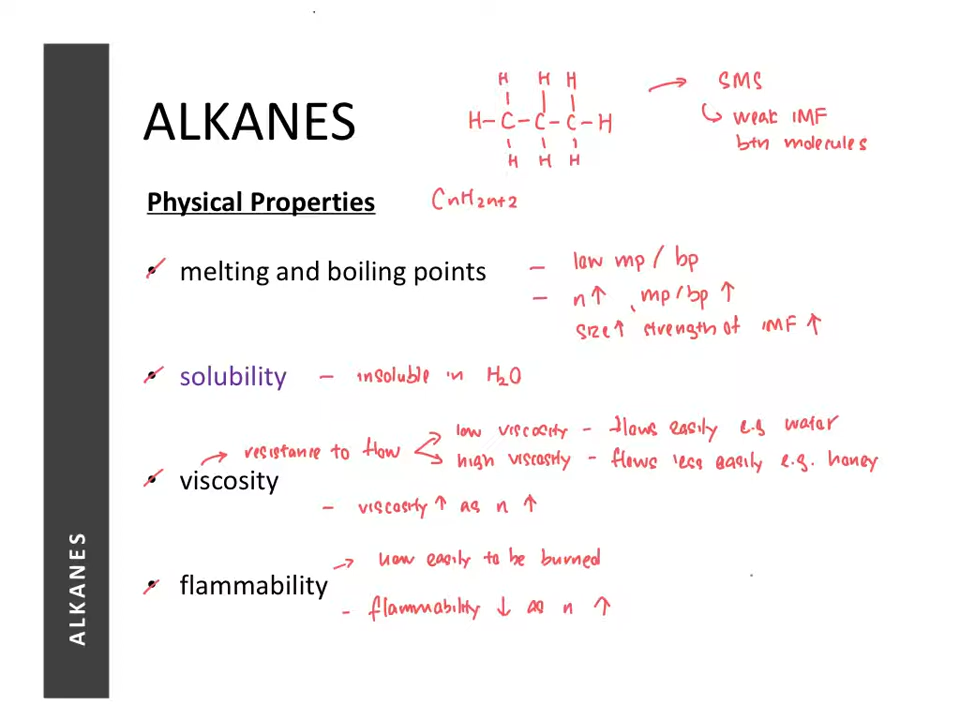 ALKANES
H H H
H-C-C-C-H
H H H
→ SMS
↳ weak IMF
btn molecules
Physical Properties
CnH2n+2
• melting and boiling points
- low mp / bp
- n↑, mp/bp ↑
size↑ strength of IMF ↑
• solubility - insoluble in H2O
→ resistance to flow
low viscosity - flows easily e.g water
high viscosity - flows less easily e.g. honey
• viscosity
- viscosity ↑ as n ↑
• flammability
→ how easily to be burned
- flammability ↓ as n ↑
ALKANES